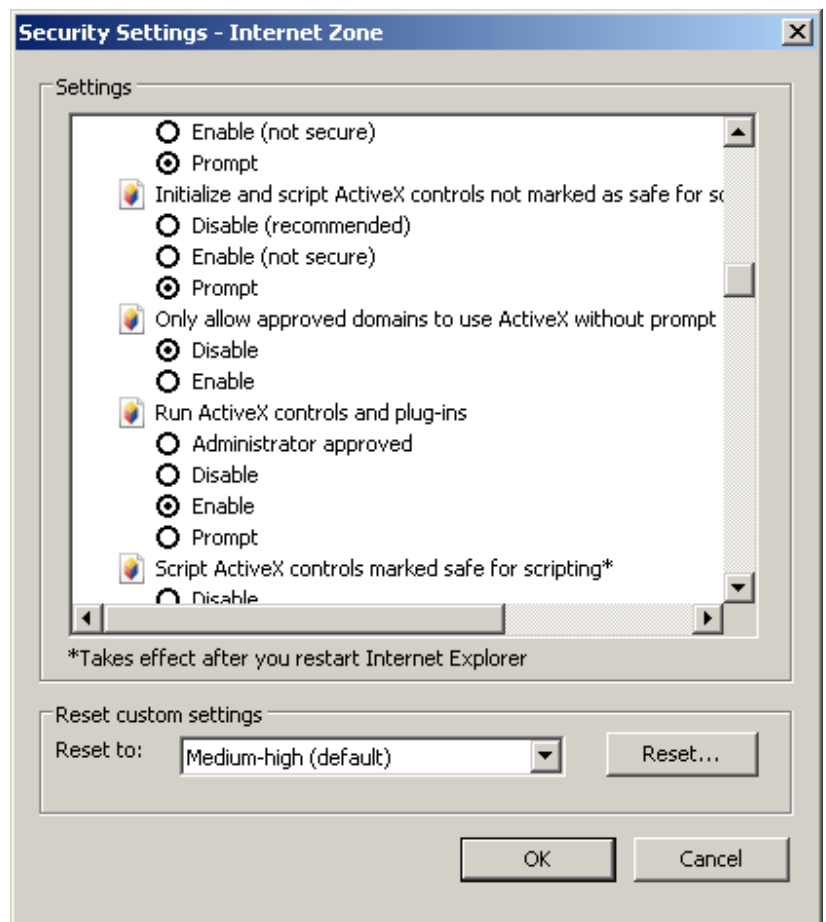 Security Settings - Internet Zone
Settings
Enable (not secure)
Prompt
Initialize and script ActiveX controls not marked as safe for
Disable (recommended)
Enable (not secure)
Prompt
Only allow approved domains to use ActiveX without prompt
Disable
Enable
Run ActiveX controls and plug-ins
Administrator approved
Disable
Enable
Prompt
Script ActiveX controls marked safe for scripting*
Disable
*Takes effect after you restart Internet Explorer
Reset custom settings
Reset to:
Medium-high (default)
Reset...
OK
Cancel